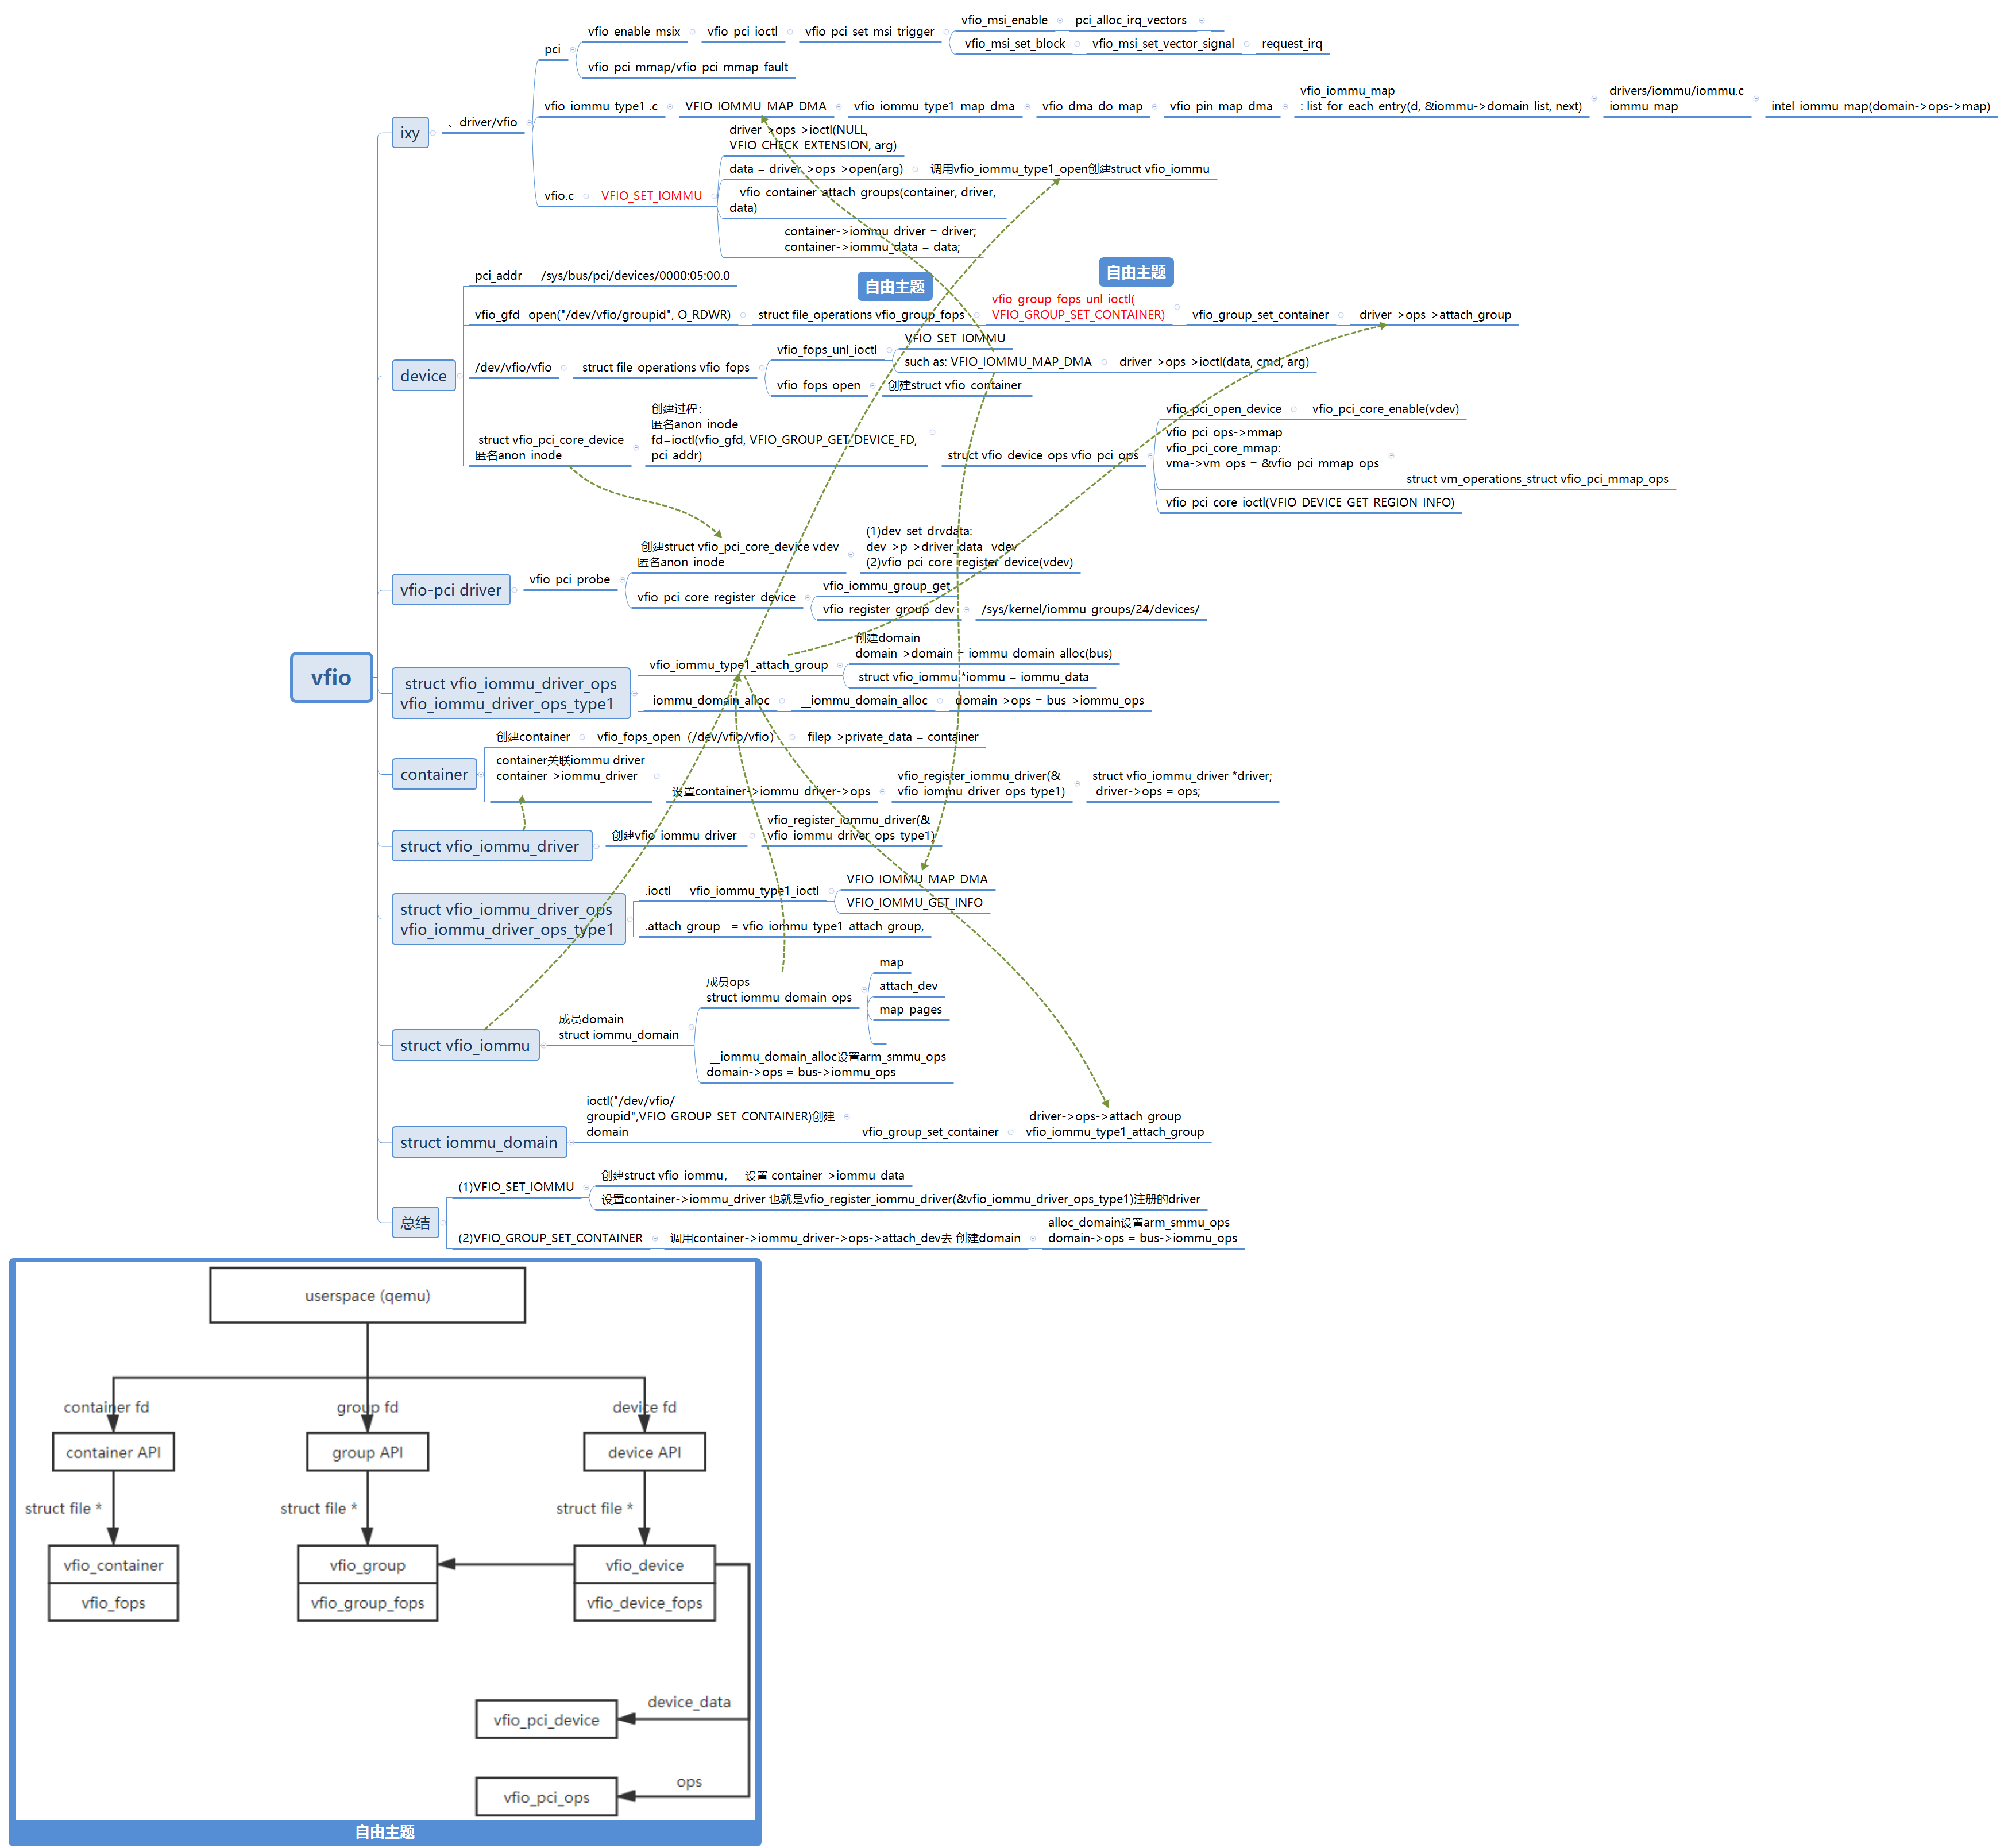 vfio
ixy
、driver/vfio
pci
vfio_enable_msix
vfio_pci_ioctl
vfio_pci_set_msi_trigger
vfio_msi_enable
pci_alloc_irq_vectors
vfio_msi_set_block
vfio_msi_set_vector_signal
request_irq
vfio_pci_mmap/vfio_pci_mmap_fault
vfio_iommu_type1 .c
VFIO_IOMMU_MAP_DMA
vfio_iommu_type1_map_dma
vfio_dma_do_map
vfio_pin_map_dma
vfio_iommu_map
: list_for_each_entry(d, &iommu->domain_list, next)
drivers/iommu/iommu.c
iommu_map
intel_iommu_map(domain->ops->map)
vfio.c
VFIO_SET_IOMMU
driver->ops->ioctl(NULL,
VFIO_CHECK_EXTENSION, arg)
data = driver->ops->open(arg)
调用vfio_iommu_type1_open创建struct vfio_iommu
__vfio_container_attach_groups(container, driver,
data)
container->iommu_driver = driver;
container->iommu_data = data;
自由主题
自由主题
device
pci_addr = /sys/bus/pci/devices/0000:05:00.0
vfio_gfd=open("/dev/vfio/groupid", O_RDWR)
struct file_operations vfio_group_fops
vfio_group_fops_unl_ioctl(
VFIO_GROUP_SET_CONTAINER)
vfio_group_set_container
driver->ops->attach_group
/dev/vfio/vfio
struct file_operations vfio_fops
vfio_fops_unl_ioctl
VFIO_SET_IOMMU
such as: VFIO_IOMMU_MAP_DMA
driver->ops->ioctl(data, cmd, arg)
vfio_fops_open
创建struct vfio_container
struct vfio_pci_core_device
匿名anon_inode
创建过程：
匿名anon_inode
fd=ioctl(vfio_gfd, VFIO_GROUP_GET_DEVICE_FD,
pci_addr)
struct vfio_device_ops vfio_pci_ops
vfio_pci_open_device
vfio_pci_core_enable(vdev)
vfio_pci_ops->mmap
vfio_pci_core_mmap:
vma->vm_ops = &vfio_pci_mmap_ops
struct vm_operations_struct vfio_pci_mmap_ops
vfio_pci_core_ioctl(VFIO_DEVICE_GET_REGION_INFO)
vfio-pci driver
vfio_pci_probe
创建struct vfio_pci_core_device vdev
匿名anon_inode
(1)dev_set_drvdata:
dev->p->driver_data=vdev
(2)vfio_pci_core_register_device(vdev)
vfio_pci_core_register_device
vfio_iommu_group_get
vfio_register_group_dev
/sys/kernel/iommu_groups/24/devices/
struct vfio_iommu_driver_ops
vfio_iommu_driver_ops_type1
vfio_iommu_type1_attach_group
创建domain
domain->domain = iommu_domain_alloc(bus)
struct vfio_iommu *iommu = iommu_data
iommu_domain_alloc
__iommu_domain_alloc
domain->ops = bus->iommu_ops
container
创建container
vfio_fops_open（/dev/vfio/vfio）
filep->private_data = container
container关联iommu driver
container->iommu_driver
设置container->iommu_driver->ops
vfio_register_iommu_driver(&
vfio_iommu_driver_ops_type1)
struct vfio_iommu_driver *driver;
driver->ops = ops;
struct vfio_iommu_driver
创建vfio_iommu_driver
vfio_register_iommu_driver(&
vfio_iommu_driver_ops_type1)
struct vfio_iommu_driver_ops
vfio_iommu_driver_ops_type1
.ioctl = vfio_iommu_type1_ioctl
VFIO_IOMMU_MAP_DMA
VFIO_IOMMU_GET_INFO
.attach_group = vfio_iommu_type1_attach_group,
struct vfio_iommu
成员domain
struct iommu_domain
成员ops
struct iommu_domain_ops
map
attach_dev
map_pages
__iommu_domain_alloc设置arm_smmu_ops
domain->ops = bus->iommu_ops
struct iommu_domain
ioctl("/dev/vfio/
groupid",VFIO_GROUP_SET_CONTAINER)创建
domain
vfio_group_set_container
driver->ops->attach_group
vfio_iommu_type1_attach_group
总结
(1)VFIO_SET_IOMMU
创建struct vfio_iommu， 设置 container->iommu_data
设置container->iommu_driver 也就是vfio_register_iommu_driver(&vfio_iommu_driver_ops_type1)注册的driver
(2)VFIO_GROUP_SET_CONTAINER
调用container->iommu_driver->ops->attach_dev去 创建domain
alloc_domain设置arm_smmu_ops
domain->ops = bus->iommu_ops
userspace (qemu)
container fd
group fd
device fd
container API
group API
device API
struct file *
struct file *
struct file *
vfio_container
vfio_group
vfio_device
vfio_fops
vfio_group_fops
vfio_device_fops
device_data
vfio_pci_device
ops
vfio_pci_ops
自由主题